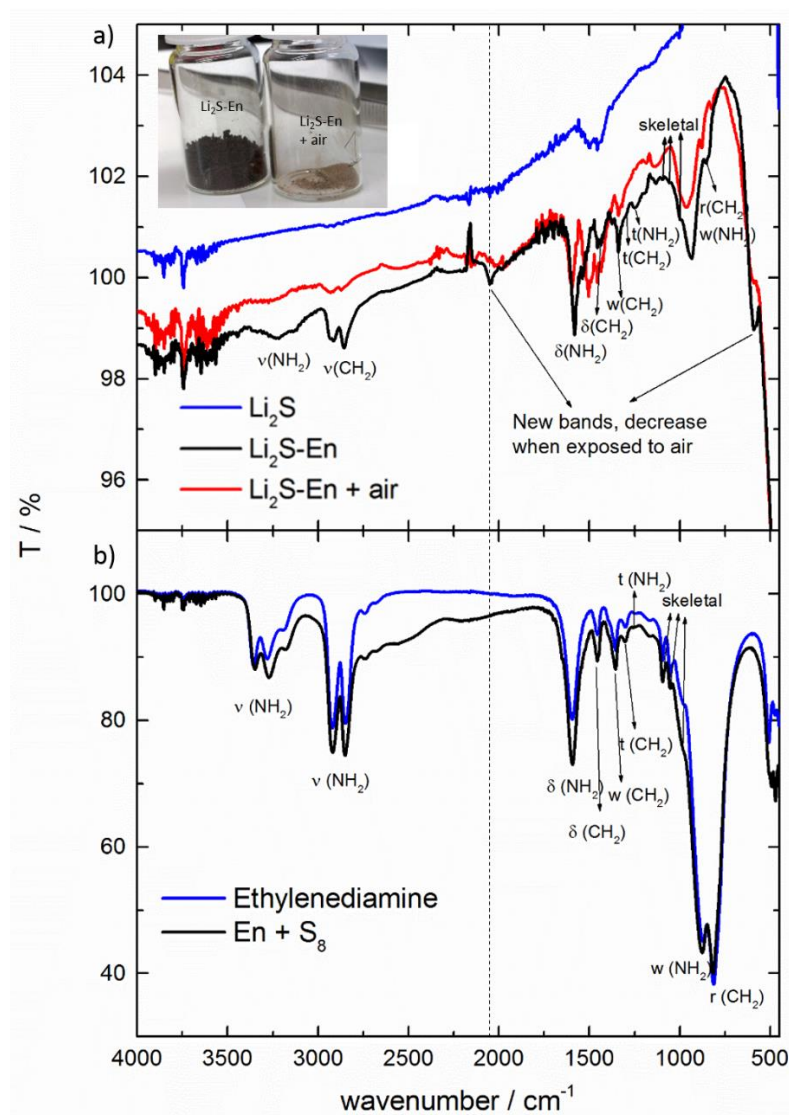 a)
104
102
100
98
96
Li₂S-En
Li₂S-En
+ air
skeletal
r(CH₂
t(NH₂)
w(NH₂)
t(CH₂)
w(CH₂)
δ(CH₂)
δ(NH₂)
ν(NH₂)
ν(CH₂)
New bands, decrease
when exposed to air
Li₂S
Li₂S-En
Li₂S-En + air
T / %
b)
100
80
60
40
t (NH₂)
skeletal
ν (NH₂)
ν (NH₂)
t (CH₂)
δ (NH₂)
w (CH₂)
δ (CH₂)
Ethylenediamine
En + S₈
w (NH₂)
r (CH₂)
4000 3500 3000 2500 2000 1500 1000 500
wavenumber / cm⁻¹